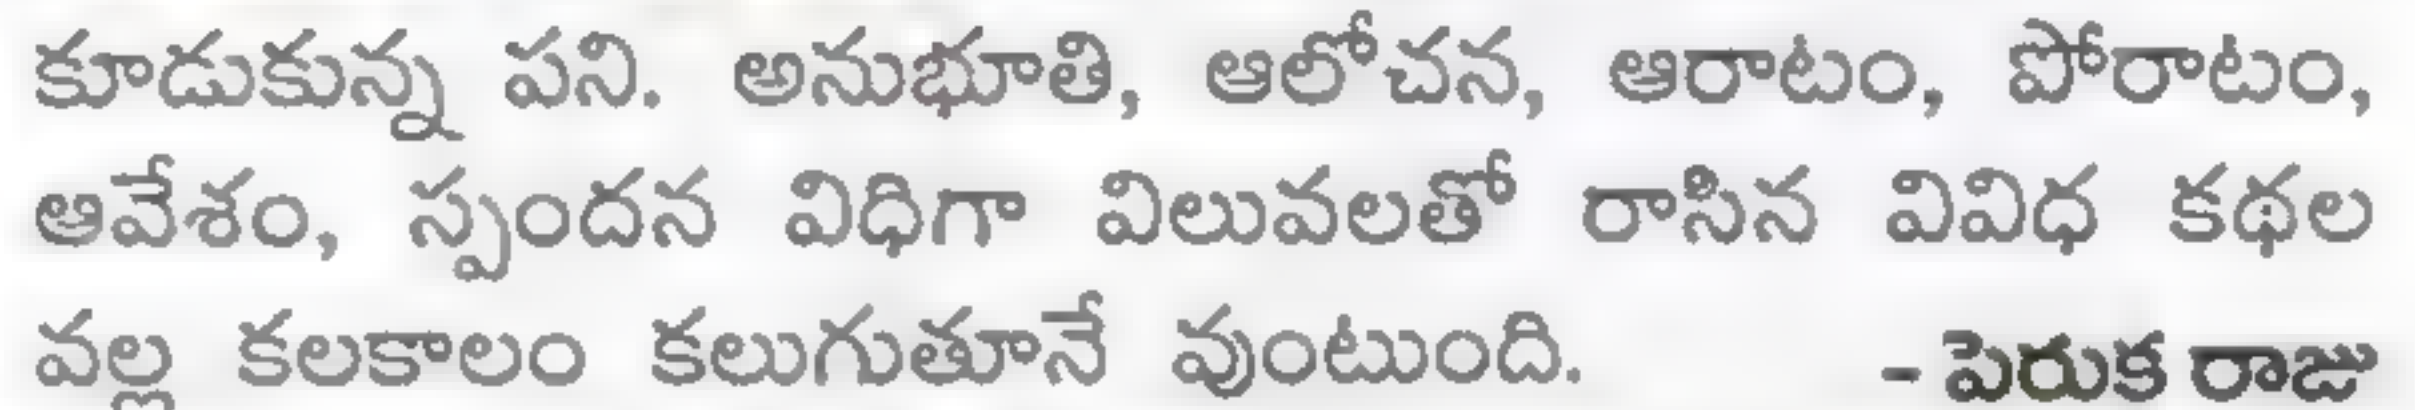 కూడుకున్న పని. అనుభూతి, ఆలోచన, ఆరాటం, పోరాటం,
ఆవేశం, స్పందన విధిగా విలువలతో రాసిన వివిధ కథల
వల్ల కలకాలం కలుగుతూనే వుంటుంది. - పెరుక రాజు